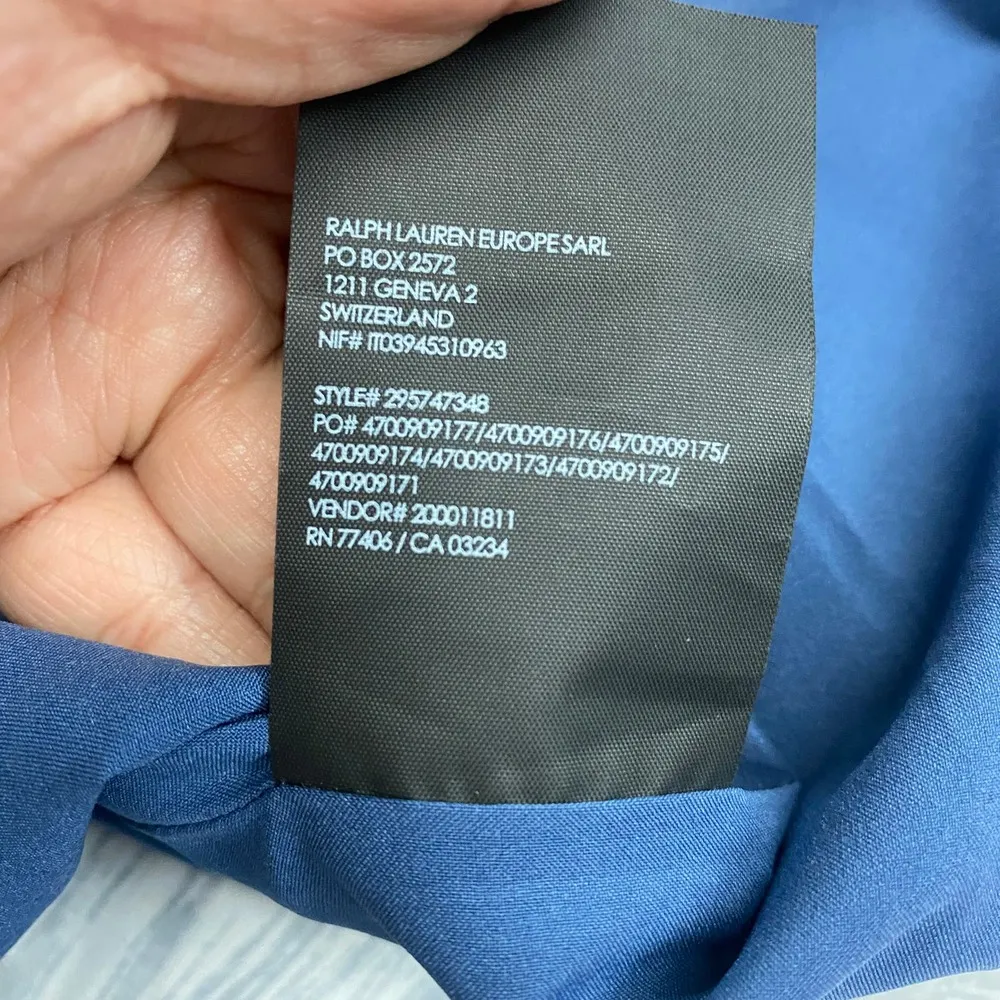 RALPH LAUREN EUROPE SARL
PO BOX 2572
1211 GENEVA 2
SWITZERLAND
NIF# IT03945310963
STYLE# 295747348
PO# 4700909177/4700909176/4700909175/
4700909174/4700909173/4700909172/
4700909171
VENDOR# 200011811
RN 77406 / CA 03234